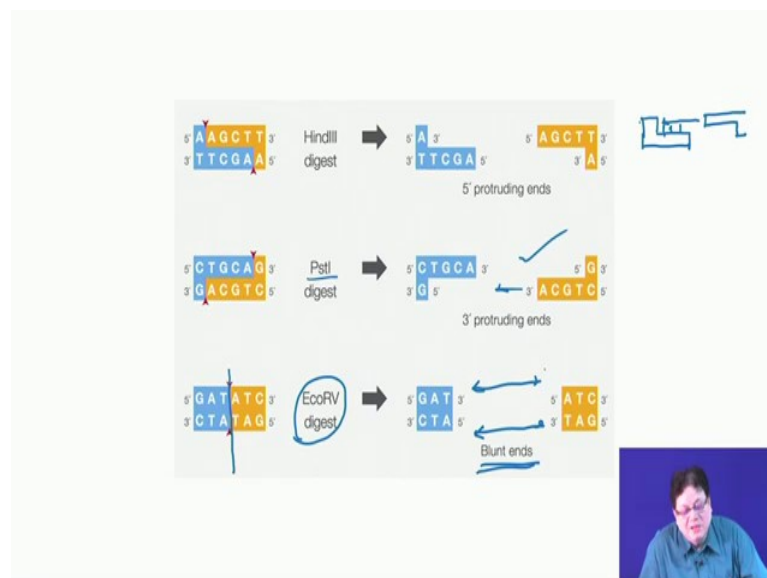 5' A A G C T T 3' HindIII 5' A 3' 5' A G C T T 3'
3' T T C G A A 5' digest 3' T T C G A 5' 3' A 5'
5' protruding ends
5' C T G C A G 3' PstI 5' C T G C A 3' 5' G 3'
3' G A C G T C 5' digest 3' G 5' 3' A C G T C 5'
3' protruding ends
5' G A T A T C 3' EcoRV 5' G A T 3' 5' A T C 3'
3' C T A T A G 5' digest 3' C T A 5' 3' T A G 5'
Blunt ends